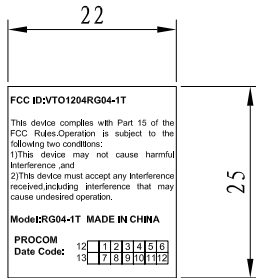 22
FCC ID:VTO1204RG04-1T
This device complies with Part 15 of the
FCC Rules.Operation is subject to the
following two conditions:
1)This device may not cause harmful
Interference ,and
2)This device must accept any interference
received,including interference that may
cause undesired operation.
Model:RG04-1T MADE IN CHINA
PROCOM
Date Code:
12 1 2 3 4 5 6
13 7 8 9 10 11 12
25